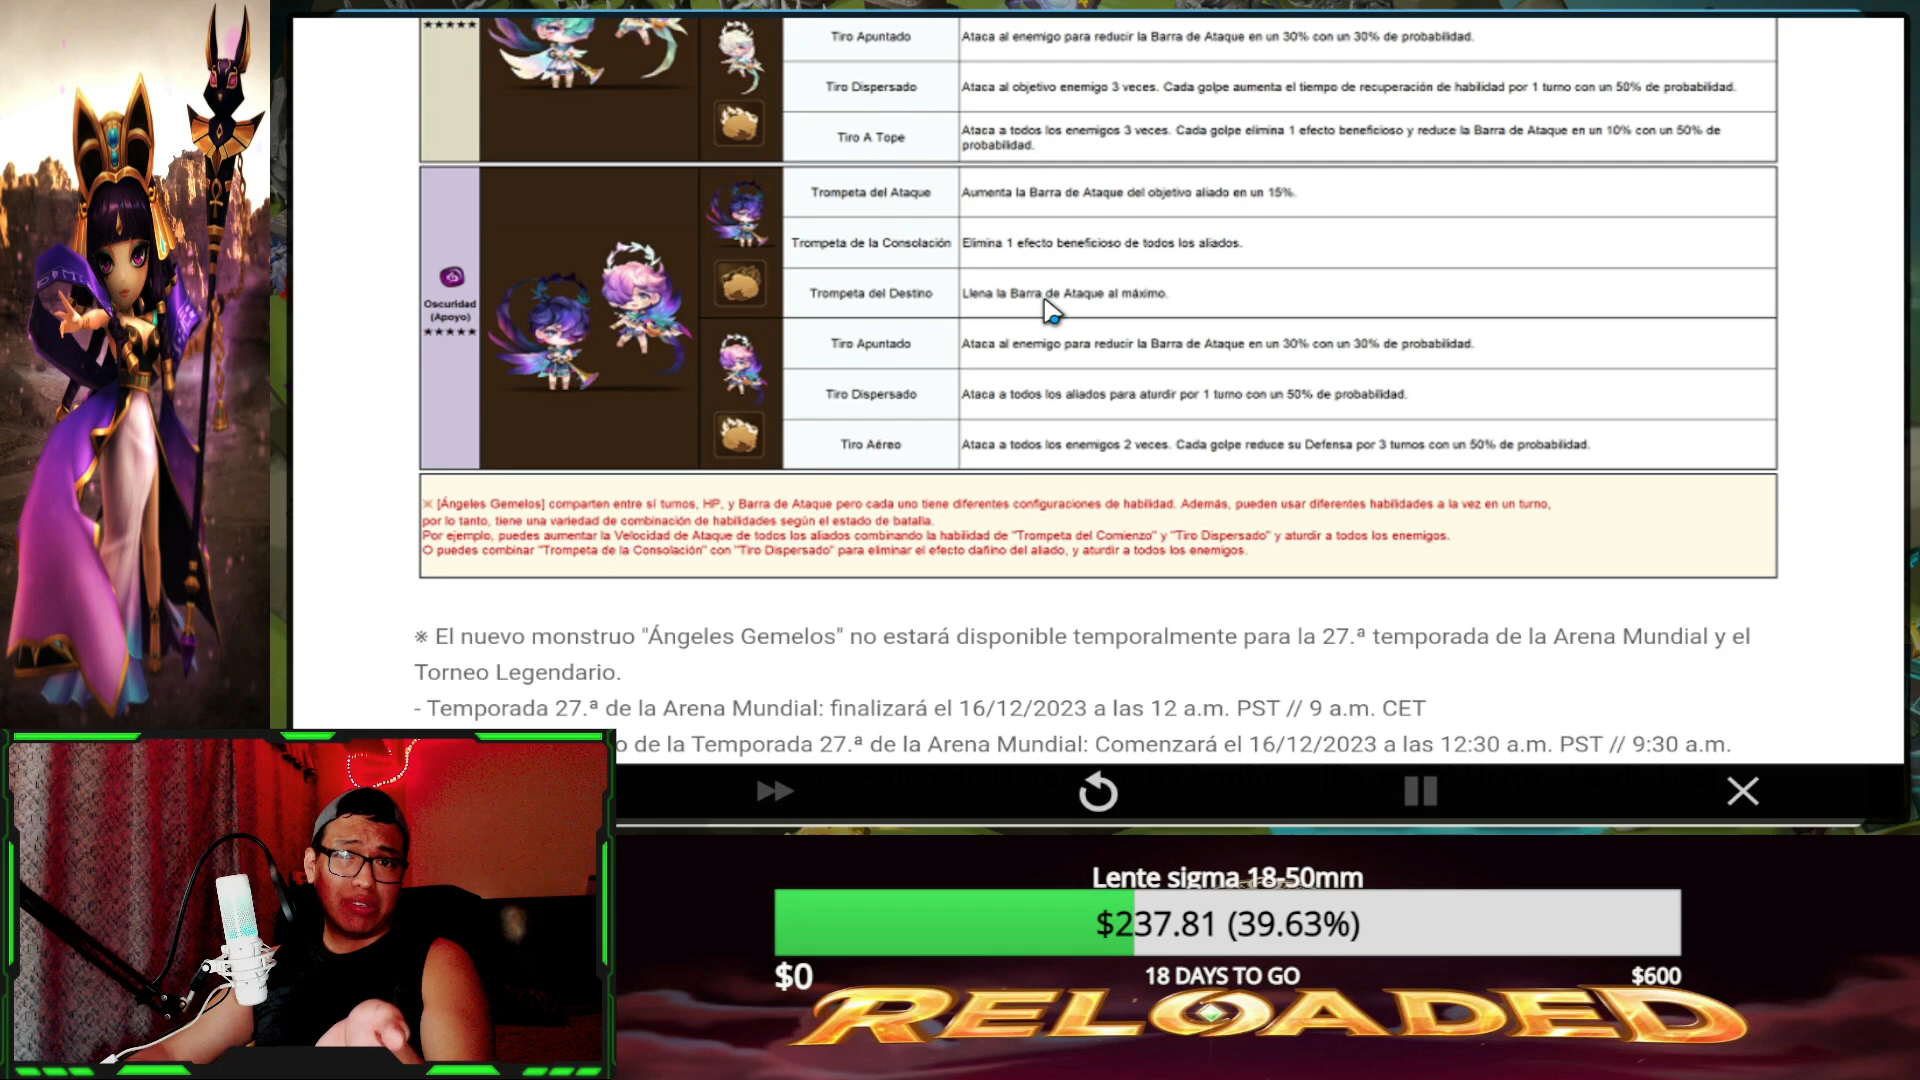 ★★★★★
Tiro Apuntado
Ataca al enemigo para reducir la Barra de Ataque en un 30% con un 30% de probabilidad.
Tiro Dispersado
Ataca al objetivo enemigo 3 veces. Cada golpe aumenta el tiempo de recuperación de habilidad por 1 turno con un 50% de probabilidad.
Tiro A Tope
Ataca a todos los enemigos 3 veces. Cada golpe elimina 1 efecto beneficioso y reduce la Barra de Ataque en un 10% con un 50% de
probabilidad.
Oscuridad
(Apoyo)
★★★★★
Trompeta del Ataque
Aumenta la Barra de Ataque del objetivo aliado en un 15%.
Trompeta de la Consolación
Elimina 1 efecto beneficioso de todos los aliados.
Trompeta del Destino
Llena la Barra de Ataque al máximo.
Tiro Apuntado
Ataca al enemigo para reducir la Barra de Ataque en un 30% con un 30% de probabilidad.
Tiro Dispersado
Ataca a todos los aliados para aturdir por 1 turno con un 50% de probabilidad.
Tiro Aéreo
Ataca a todos los enemigos 2 veces. Cada golpe reduce su Defensa por 3 turnos con un 50% de probabilidad.
※ [Ángeles Gemelos] comparten entre sí turnos, HP, y Barra de Ataque pero cada uno tiene diferentes configuraciones de habilidad. Además, pueden usar diferentes habilidades a la vez en un turno,
por lo tanto, tiene una variedad de combinación de habilidades según el estado de batalla.
Por ejemplo, puedes aumentar la Velocidad de Ataque de todos los aliados combinando la habilidad de "Trompeta del Comienzo" y "Tiro Dispersado" y aturdir a todos los enemigos.
O puedes combinar "Trompeta de la Consolación" con "Tiro Dispersado" para eliminar el efecto dañino del aliado, y aturdir a todos los enemigos.
※ El nuevo monstruo "Ángeles Gemelos" no estará disponible temporalmente para la 27.ª temporada de la Arena Mundial y el
Torneo Legendario.
- Temporada 27.ª de la Arena Mundial: finalizará el 16/12/2023 a las 12 a.m. PST // 9 a.m. CET
o de la Temporada 27.ª de la Arena Mundial: Comenzará el 16/12/2023 a las 12:30 a.m. PST // 9:30 a.m.
Lente sigma 18-50mm
$237.81 (39.63%)
$0
18 DAYS TO GO
$600
RELOADED